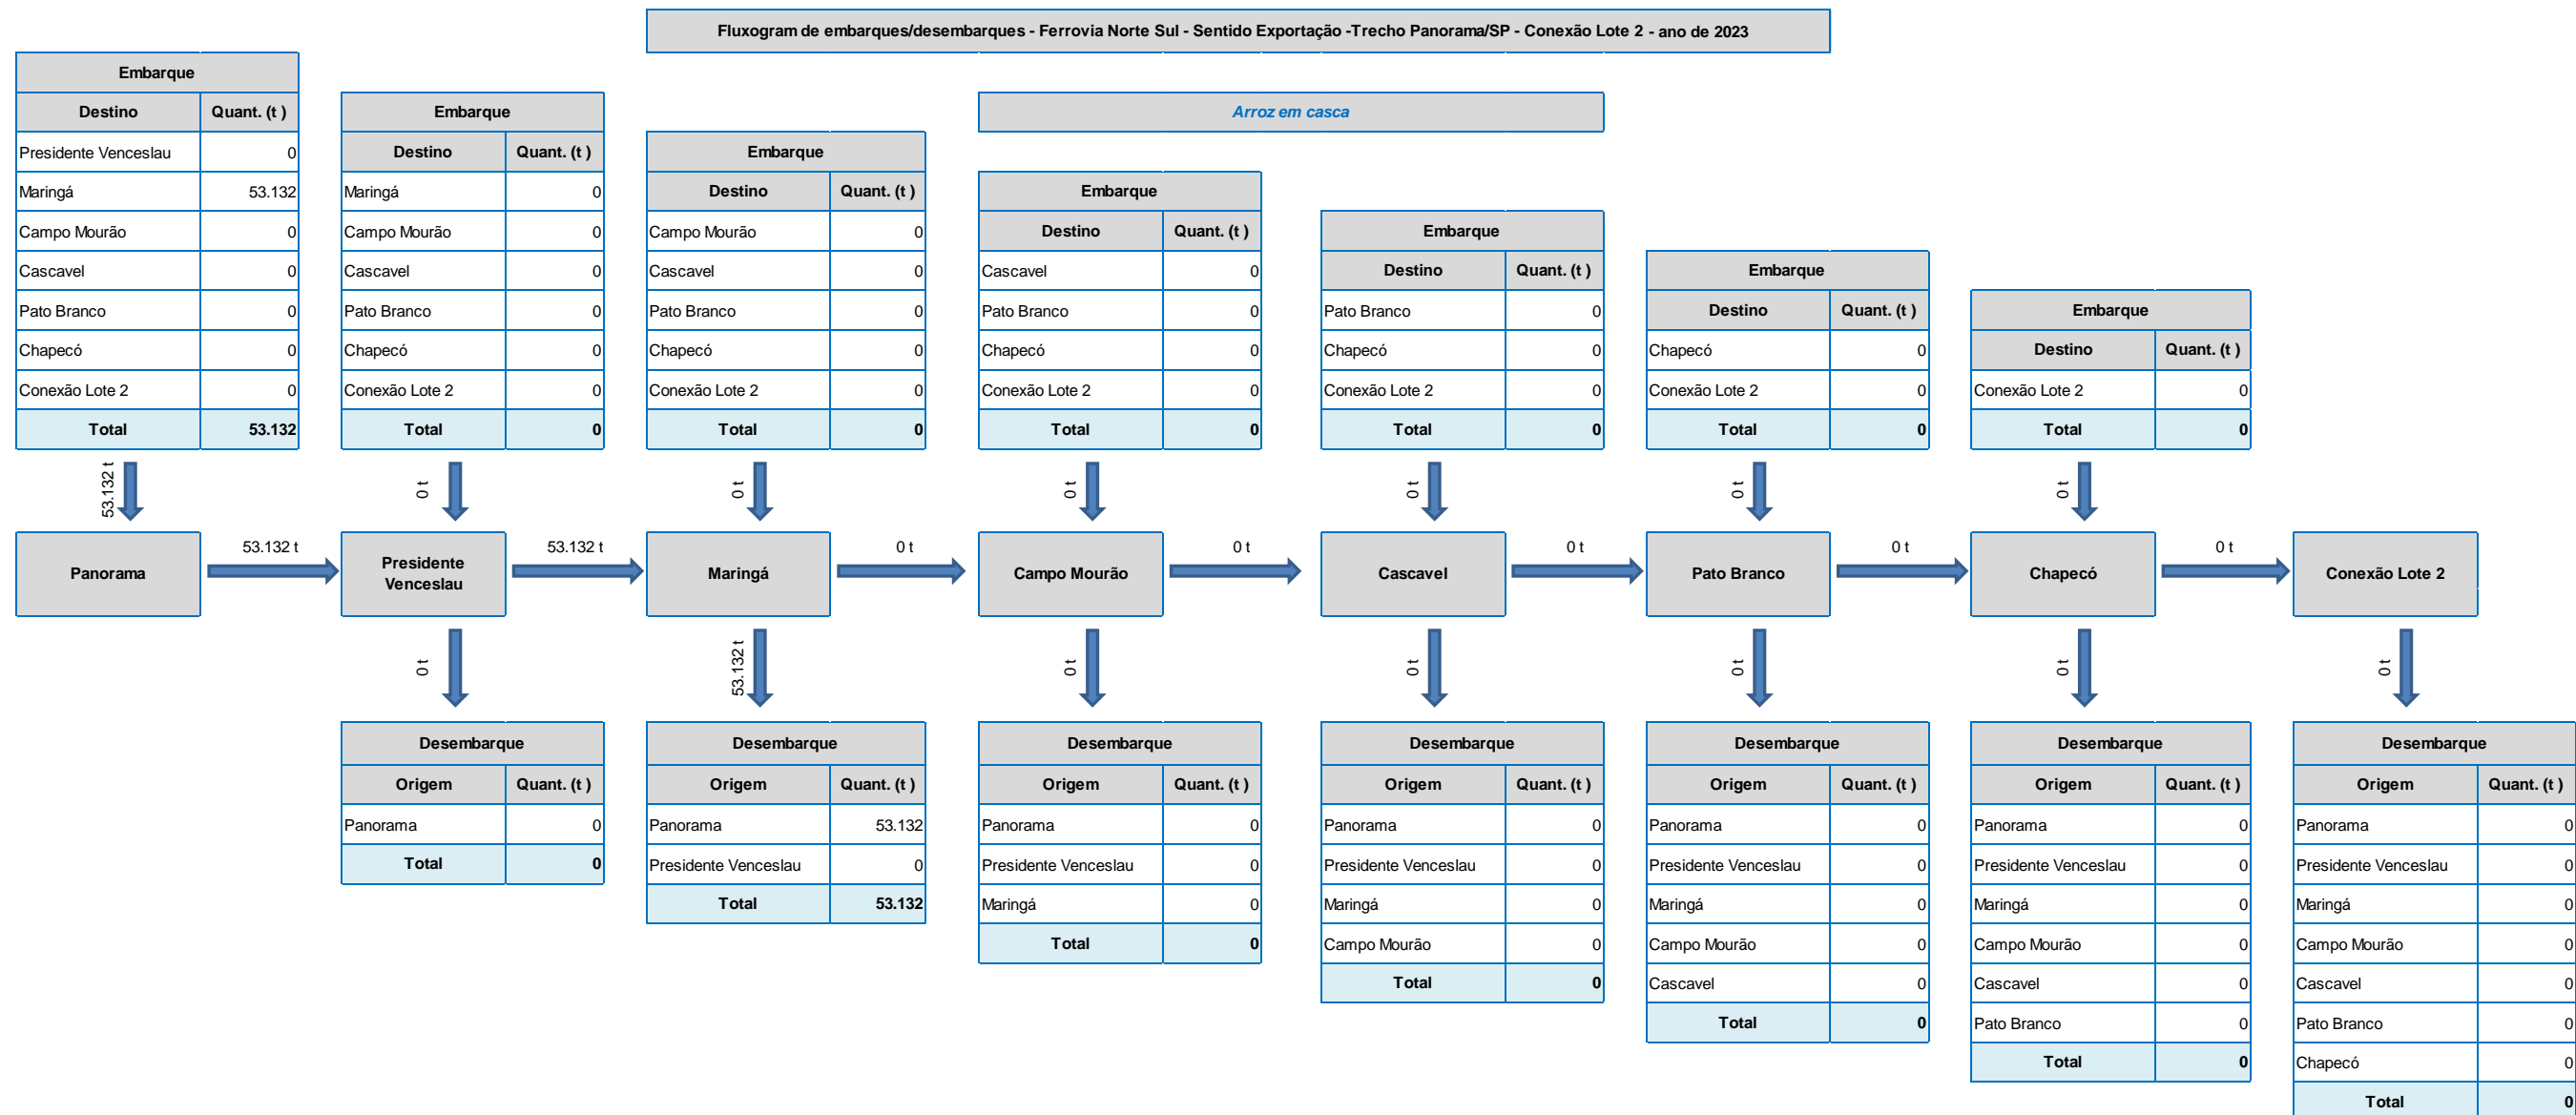 Fluxogram de embarques/desembarques - Ferrovia Norte Sul - Sentido Exportação -Trecho Panorama/SP - Conexão Lote 2 - ano de 2023
Arroz em casca
Embarque
Destino Quant. (t )
Presidente Venceslau 0
Maringá 53.132
Campo Mourão 0
Cascavel 0
Pato Branco 0
Chapecó 0
Conexão Lote 2 0
Total 53.132
Embarque
Destino Quant. (t )
Maringá 0
Campo Mourão 0
Cascavel 0
Pato Branco 0
Chapecó 0
Conexão Lote 2 0
Total 0
Embarque
Destino Quant. (t )
Campo Mourão 0
Cascavel 0
Pato Branco 0
Chapecó 0
Conexão Lote 2 0
Total 0
Embarque
Destino Quant. (t )
Cascavel 0
Pato Branco 0
Chapecó 0
Conexão Lote 2 0
Total 0
Embarque
Destino Quant. (t )
Pato Branco 0
Chapecó 0
Conexão Lote 2 0
Total 0
Embarque
Destino Quant. (t )
Chapecó 0
Conexão Lote 2 0
Total 0
Embarque
Destino Quant. (t )
Conexão Lote 2 0
Total 0
53.132 t
0 t
0 t
0 t
0 t
0 t
0 t
Panorama
53.132 t
Presidente
Venceslau
53.132 t
Maringá
0 t
Campo Mourão
0 t
Cascavel
0 t
Pato Branco
0 t
Chapecó
0 t
Conexão Lote 2
0 t
53.132 t
0 t
0 t
0 t
0 t
0 t
Desembarque
Origem Quant. (t )
Panorama 0
Total 0
Desembarque
Origem Quant. (t )
Panorama 53.132
Presidente Venceslau 0
Total 53.132
Desembarque
Origem Quant. (t )
Panorama 0
Presidente Venceslau 0
Maringá 0
Total 0
Desembarque
Origem Quant. (t )
Panorama 0
Presidente Venceslau 0
Maringá 0
Campo Mourão 0
Total 0
Desembarque
Origem Quant. (t )
Panorama 0
Presidente Venceslau 0
Maringá 0
Campo Mourão 0
Cascavel 0
Total 0
Desembarque
Origem Quant. (t )
Panorama 0
Presidente Venceslau 0
Maringá 0
Campo Mourão 0
Cascavel 0
Pato Branco 0
Total 0
Desembarque
Origem Quant. (t )
Panorama 0
Presidente Venceslau 0
Maringá 0
Campo Mourão 0
Cascavel 0
Pato Branco 0
Chapecó 0
Total 0